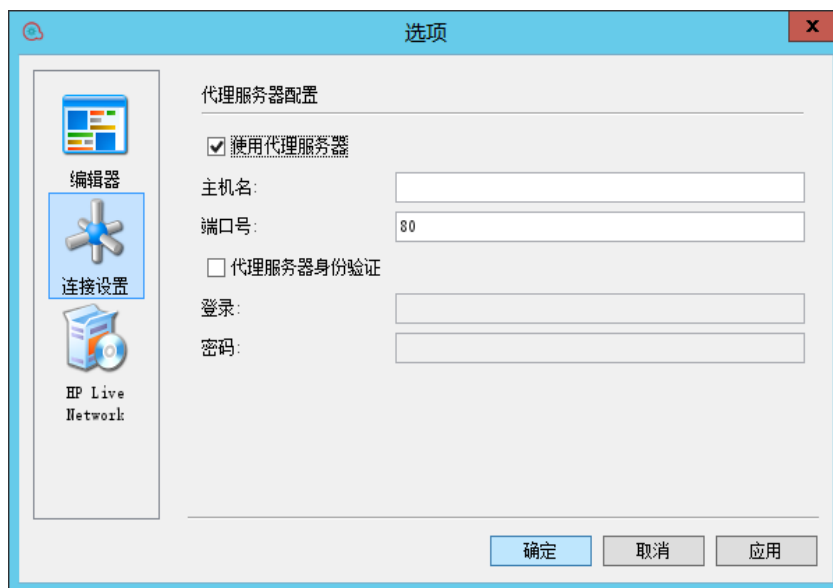 选项
编辑器
连接设置
HP Live
Network
代理服务器配置
使用代理服务器
主机名:
端口号:
80
代理服务器身份验证
登录:
密码:
确定
取消
应用